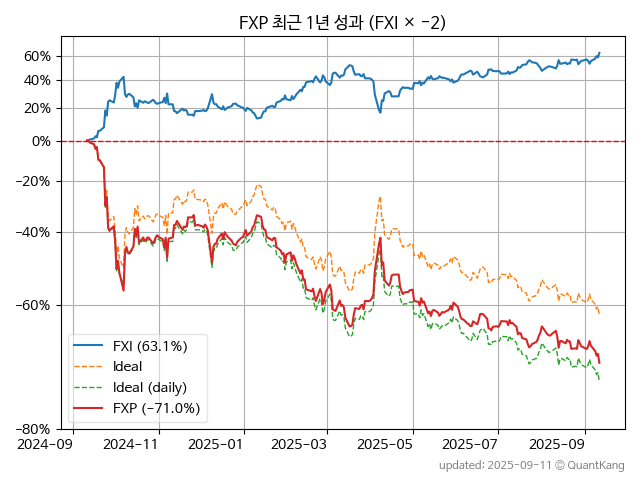 FXP 최근 1년 성과 (FXI × −2)
60%
40%
20%
0%
−20%
−40%
−60%
−80%
FXI (63.1%)
Ideal
Ideal (daily)
FXP (−71.0%)
2024-09
2024-11
2025-01
2025-03
2025-05
2025-07
2025-09
updated: 2025-09-11 © QuantKang